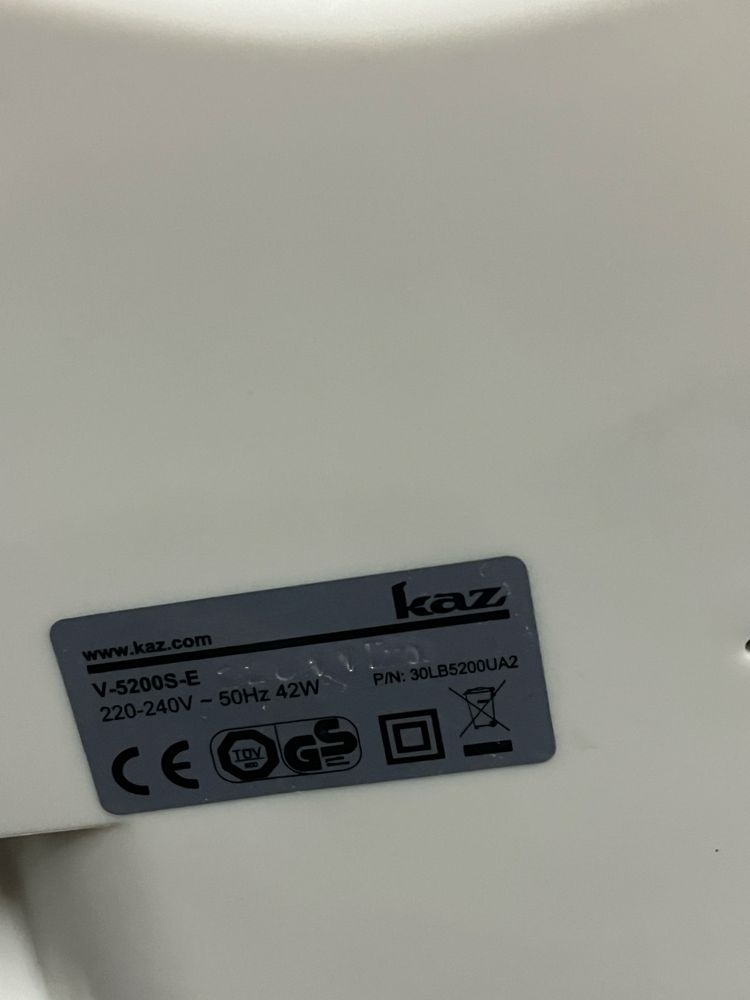 kaz
www.kaz.com
V-5200S-E
220-240V ~ 50Hz 42W
P/N: 30LB5200UA2
CE TÜV GS